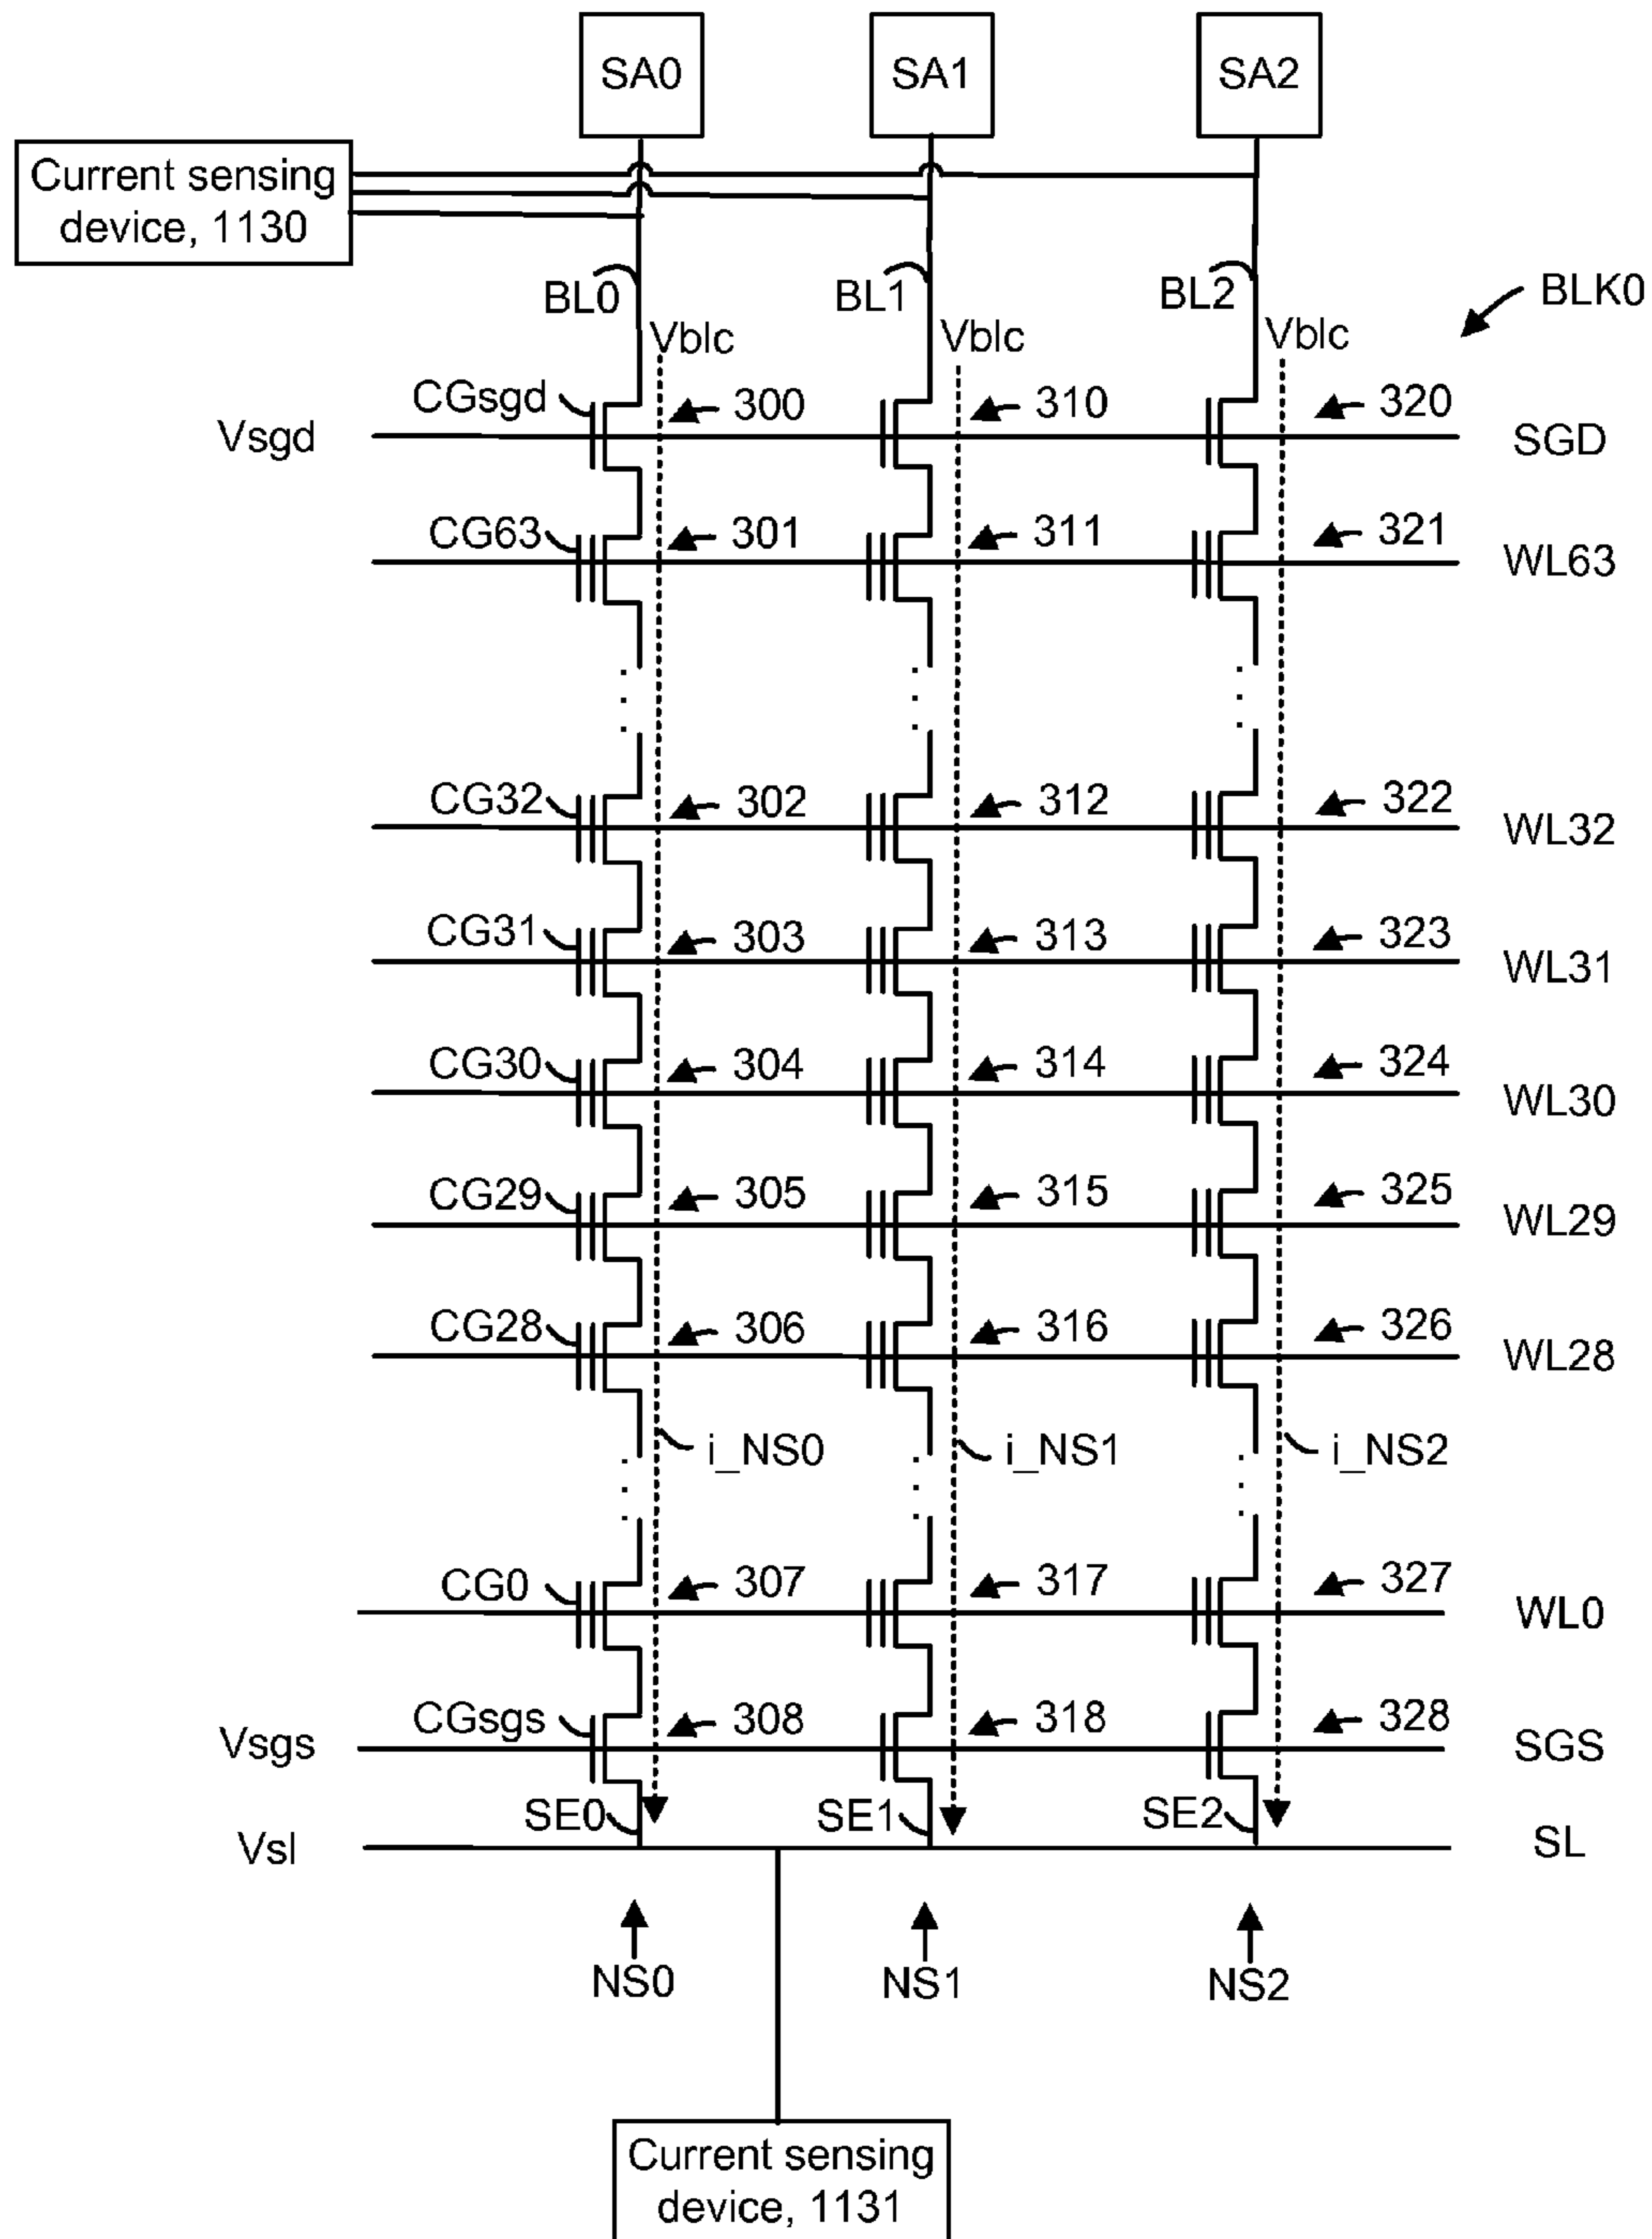 SA0 SA1 SA2
Current sensing
device, 1130
BL0 BL1 BL2 BLK0
Vblc Vblc Vblc
CGsgd 300 310 320
Vsgd SGD
CG63 301 311 321
WL63
CG32 302 312 322
WL32
CG31 303 313 323
WL31
CG30 304 314 324
WL30
CG29 305 315 325
WL29
CG28 306 316 326
WL28
i_NS0 i_NS1 i_NS2
CG0 307 317 327
WL0
CGsgs 308 318 328
Vsgs SGS
SE0 SE1 SE2
Vsl SL
NS0 NS1 NS2
Current sensing
device, 1131